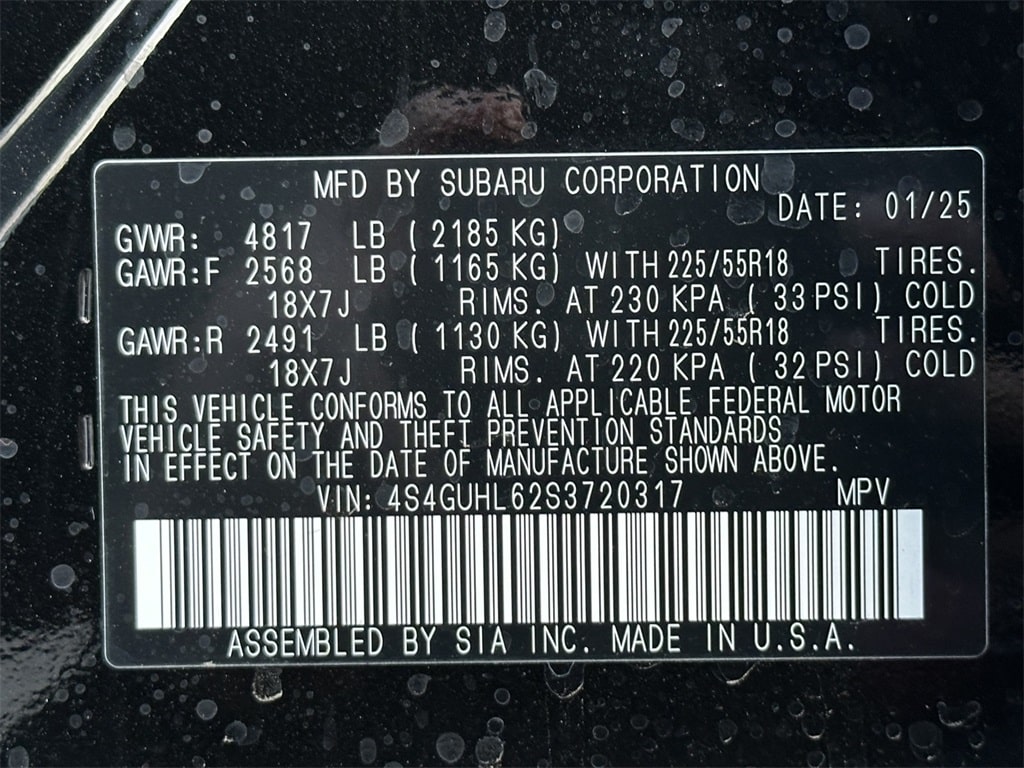 MFD BY SUBARU CORPORATION
DATE: 01/25
GVWR: 4817 LB ( 2185 KG)
GAWR:F 2568 LB ( 1165 KG) WITH 225/55R18 TIRES.
18X7J RIMS. AT 230 KPA ( 33 PSI) COLD
GAWR:R 2491 LB ( 1130 KG) WITH 225/55R18 TIRES.
18X7J RIMS. AT 220 KPA ( 32 PSI) COLD
THIS VEHICLE CONFORMS TO ALL APPLICABLE FEDERAL MOTOR
VEHICLE SAFETY AND THEFT PREVENTION STANDARDS
IN EFFECT ON THE DATE OF MANUFACTURE SHOWN ABOVE.
VIN: 4S4GUHL62S3720317 MPV
ASSEMBLED BY SIA INC. MADE IN U.S.A.